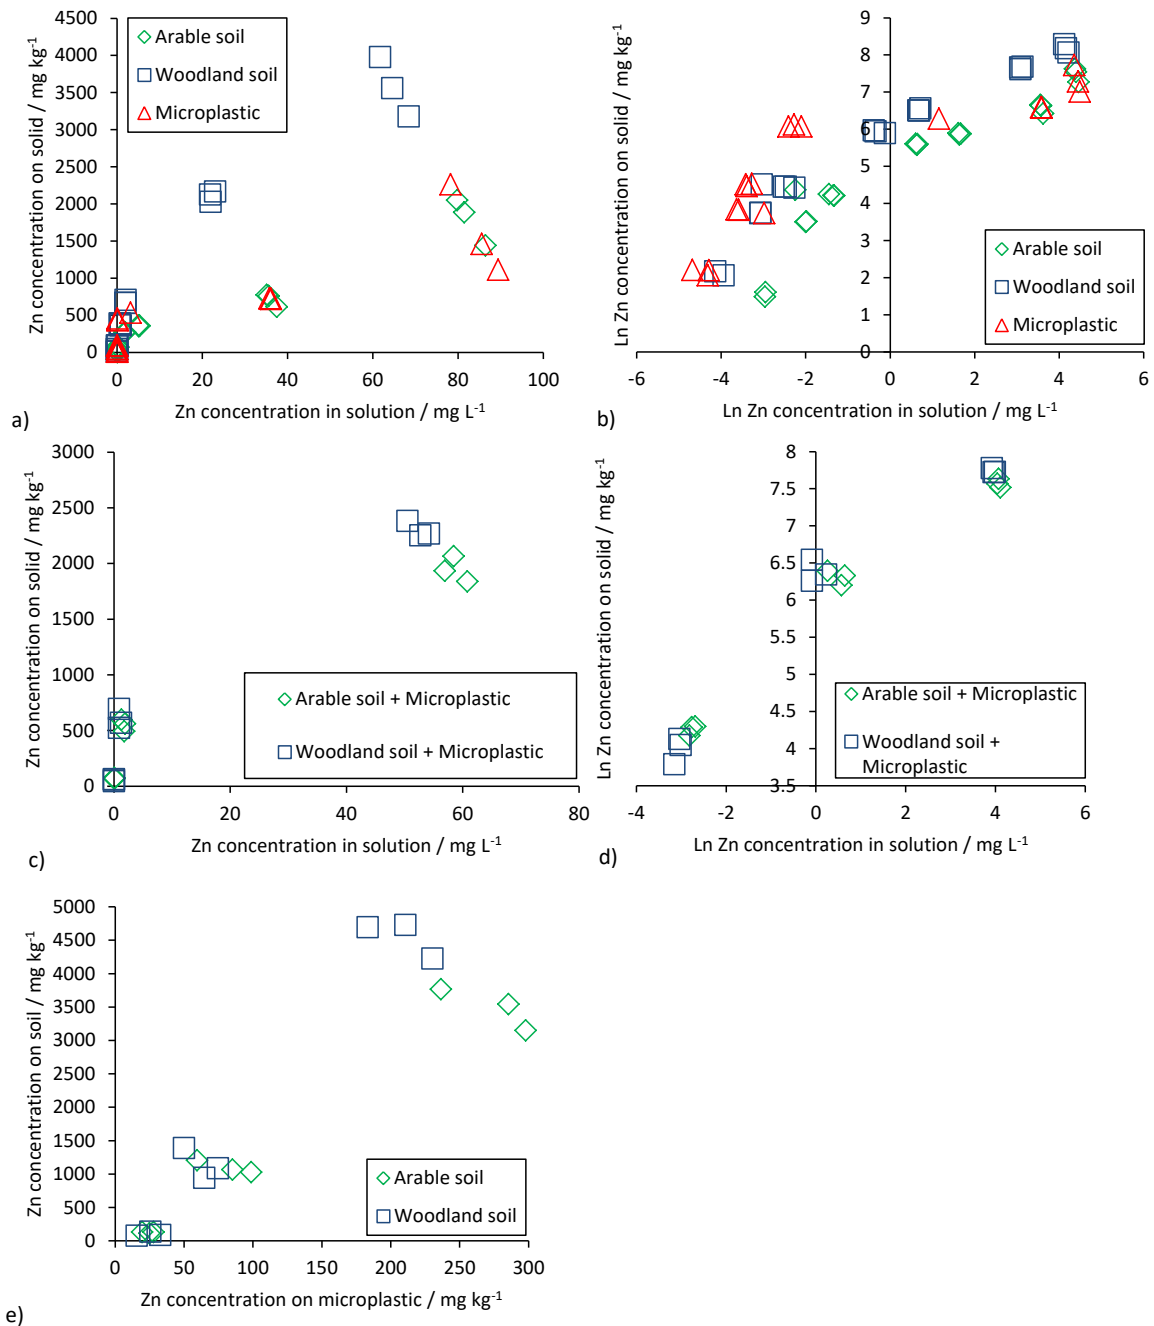 Zn concentration on solid / mg kg-1
4500
4000
3500
3000
2500
2000
1500
1000
500
0
0 20 40 60 80 100
Arable soil
Woodland soil
Microplastic
Zn concentration in solution / mg L-1
a)
Ln Zn concentration on solid / mg kg-1
9
8
7
6
5
4
3
2
1
0
-6 -4 -2 0 2 4 6
Arable soil
Woodland soil
Microplastic
Ln Zn concentration in solution / mg L-1
b)
Zn concentration on solid / mg kg-1
3000
2500
2000
1500
1000
500
0
0 20 40 60 80
Arable soil + Microplastic
Woodland soil + Microplastic
Zn concentration in solution / mg L-1
c)
Ln Zn concentration on solid / mg kg-1
8
7.5
7
6.5
6
5.5
5
4.5
4
3.5
-4 -2 0 2 4 6
Arable soil + Microplastic
Woodland soil +
Microplastic
Ln Zn concentration in solution / mg L-1
d)
Zn concentration on soil / mg kg-1
5000
4500
4000
3500
3000
2500
2000
1500
1000
500
0
0 50 100 150 200 250 300
Arable soil
Woodland soil
Zn concentration on microplastic / mg kg-1
e)